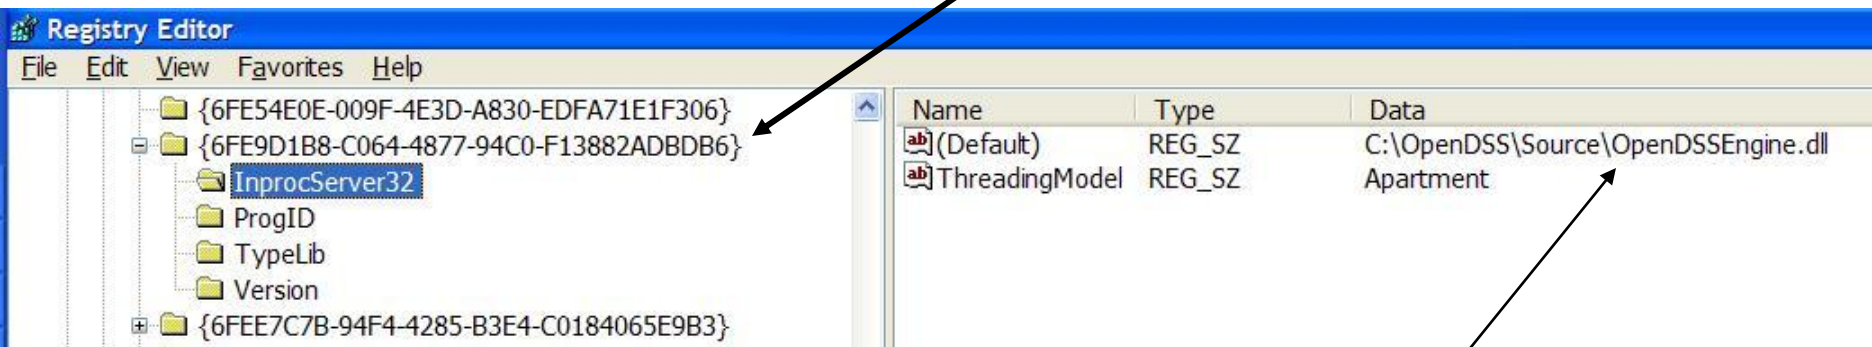 Registry Editor
File Edit View Favorites Help
{6FE54E0E-009F-4E3D-A830-EDFA71E1F306}
{6FE9D1B8-C064-4877-94C0-F13882ADBDB6}
InprocServer32
ProgID
TypeLib
Version
{6FEE7C7B-94F4-4285-B3E4-C0184065E9B3}
Name Type Data
ab (Default) REG_SZ C:\OpenDSS\Source\OpenDSSEngine.dll
ab ThreadingModel REG_SZ Apartment